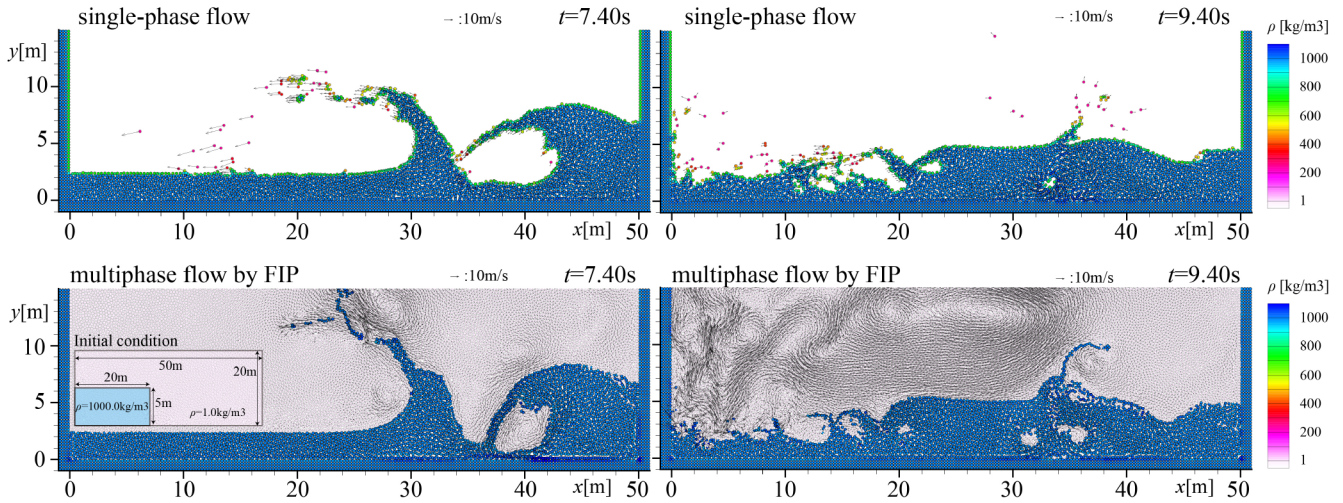 single-phase flow → :10m/s t=7.40s
y[m]
10
5
0
0 10 20 30 40 50
x[m]
single-phase flow → :10m/s t=9.40s
0 10 20 30 40 50
x[m]
ρ [kg/m3]
1000
800
600
400
200
1
multiphase flow by FIP → :10m/s t=7.40s
y[m]
10
5
0
Initial condition
50m
20m
20m
5m
ρ=1000.0kg/m3
ρ=1.0kg/m3
0 10 20 30 40 50
x[m]
multiphase flow by FIP → :10m/s t=9.40s
0 10 20 30 40 50
x[m]
ρ [kg/m3]
1000
800
600
400
200
1